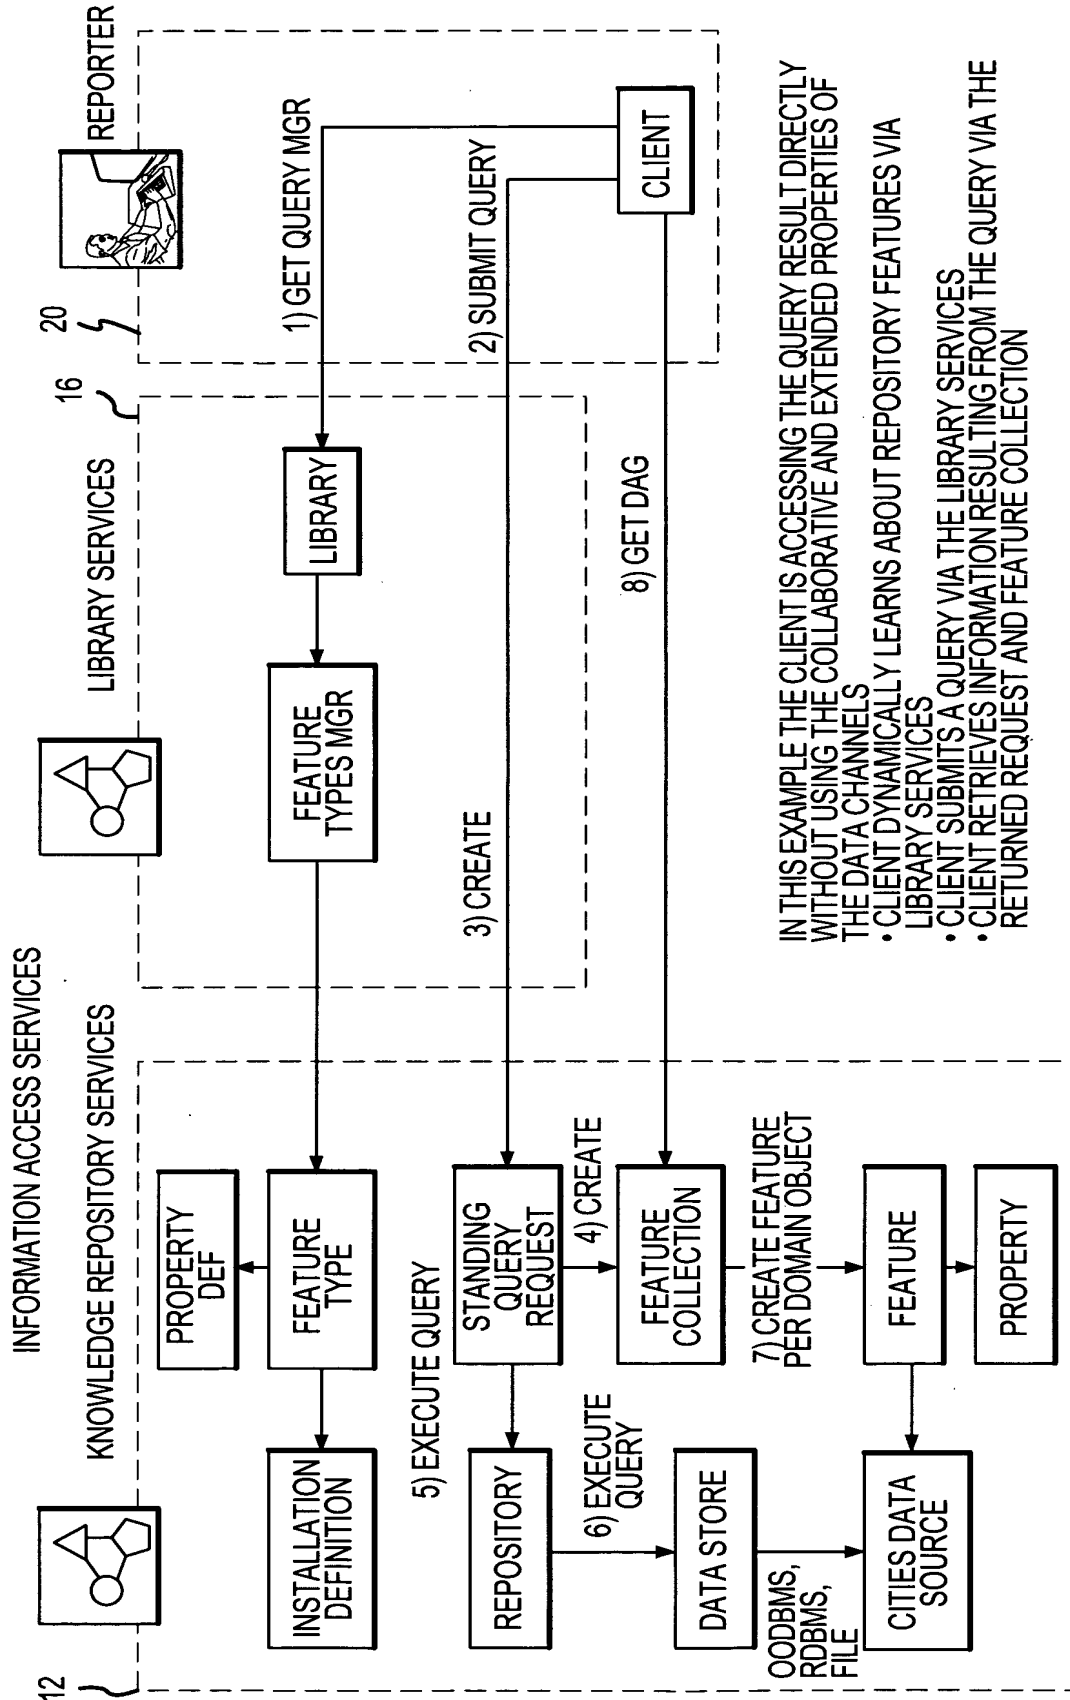 INFORMATION ACCESS SERVICES
KNOWLEDGE REPOSITORY SERVICES
LIBRARY SERVICES
REPORTER
12
16
20
PROPERTY
DEF
INSTALLATION
DEFINITION
FEATURE
TYPE
FEATURE
TYPES MGR
LIBRARY
1) GET QUERY MGR
5) EXECUTE QUERY
REPOSITORY
STANDING
QUERY
REQUEST
3) CREATE
2) SUBMIT QUERY
6) EXECUTE
QUERY
4) CREATE
CLIENT
DATA STORE
FEATURE
COLLECTION
8) GET DAG
OODBMS,
RDBMS,
FILE
7) CREATE FEATURE
PER DOMAIN OBJECT
CITIES DATA
SOURCE
FEATURE
PROPERTY
IN THIS EXAMPLE THE CLIENT IS ACCESSING THE QUERY RESULT DIRECTLY
WITHOUT USING THE COLLABORATIVE AND EXTENDED PROPERTIES OF
THE DATA CHANNELS
• CLIENT DYNAMICALLY LEARNS ABOUT REPOSITORY FEATURES VIA
LIBRARY SERVICES
• CLIENT SUBMITS A QUERY VIA THE LIBRARY SERVICES
• CLIENT RETRIEVES INFORMATION RESULTING FROM THE QUERY VIA THE
RETURNED REQUEST AND FEATURE COLLECTION